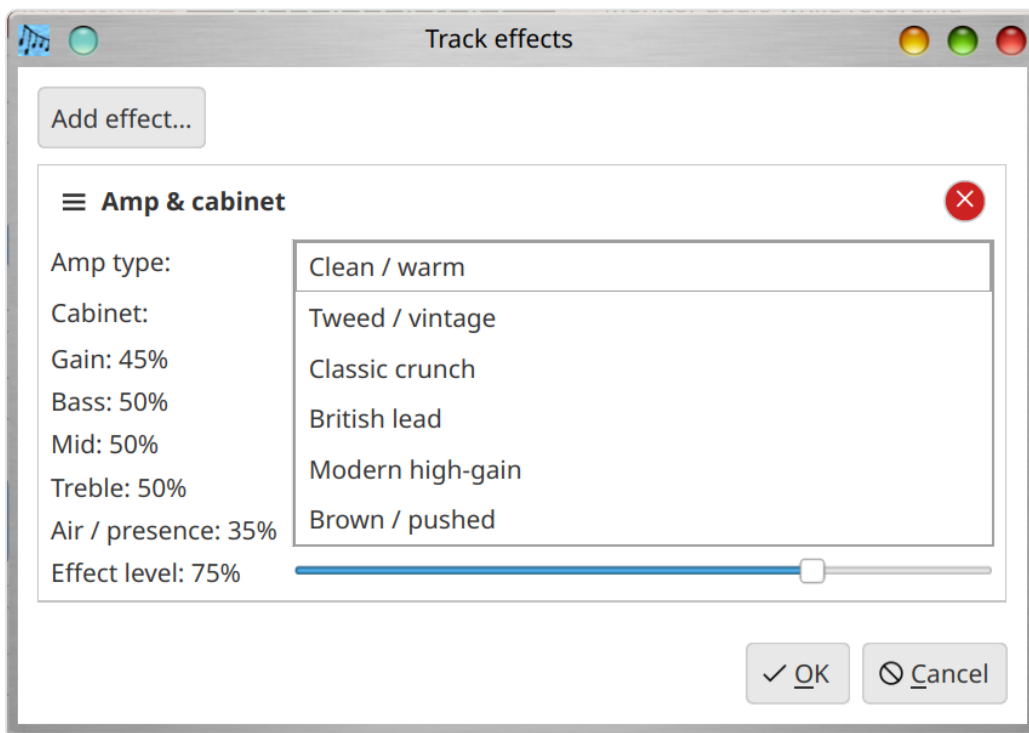 Track effects
Add effect...
Amp & cabinet
Amp type:
Clean / warm
Tweed / vintage
Cabinet:
Classic crunch
Gain: 45%
British lead
Bass: 50%
Modern high-gain
Mid: 50%
Brown / pushed
Treble: 50%
Air / presence: 35%
Effect level: 75%
OK
Cancel